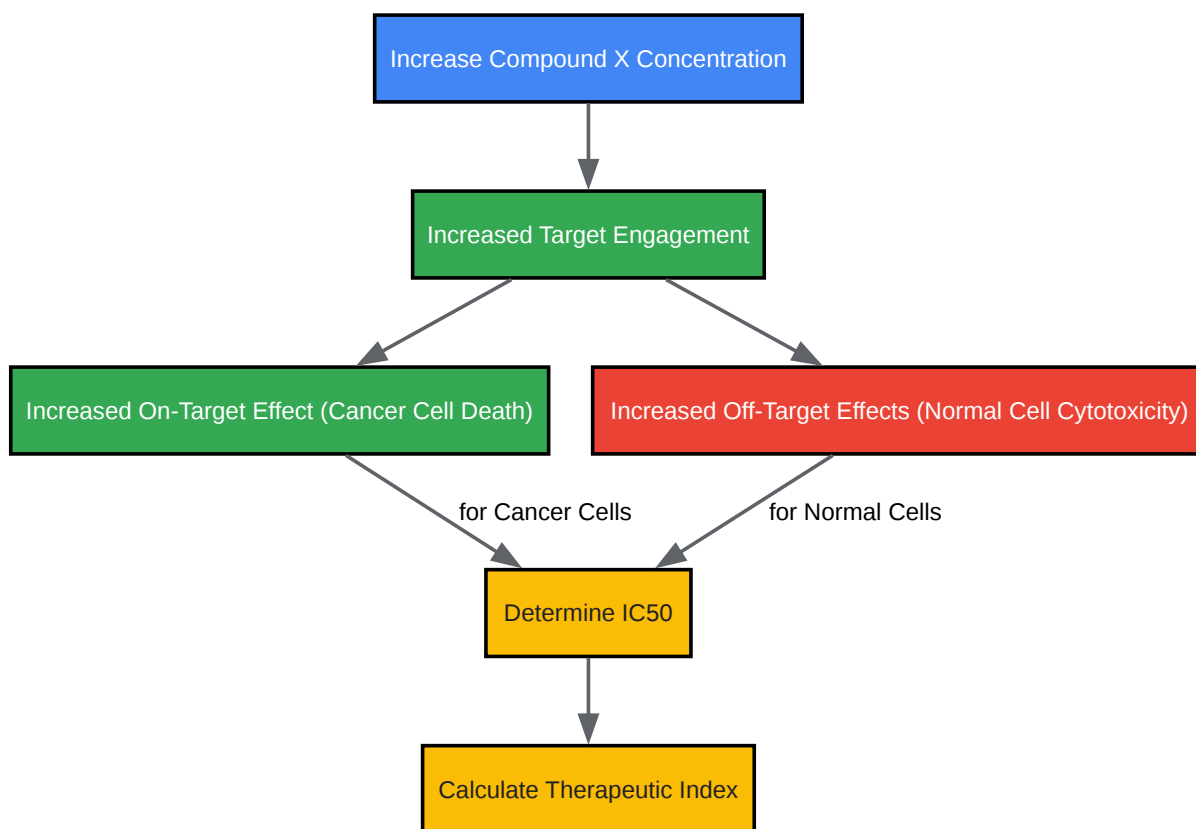 Increase Compound X Concentration
Increased Target Engagement
Increased On-Target Effect (Cancer Cell Death)
Increased Off-Target Effects (Normal Cell Cytotoxicity)
for Cancer Cells
for Normal Cells
Determine IC50
Calculate Therapeutic Index